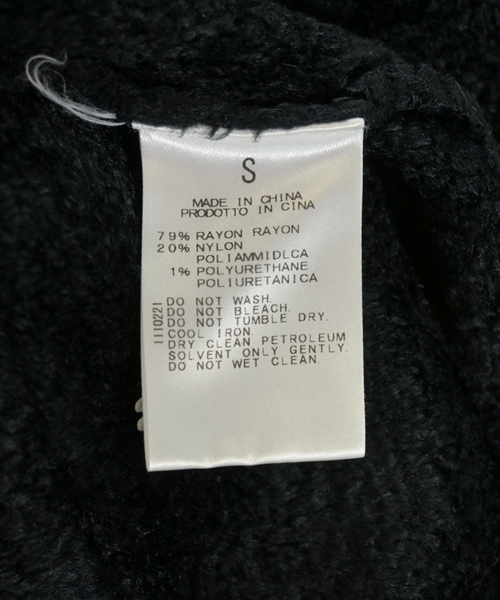 S
MADE IN CHINA
PRODOTTO IN CINA
79% RAYON RAYON
20% NYLON
POLIAMMIDLCA
1% POLYURETHANE
POLIURETANICA
1110221
DO NOT WASH.
DO NOT BLEACH.
DO NOT TUMBLE DRY.
COOL IRON.
DRY CLEAN PETROLEUM
SOLVENT ONLY GENTLY.
DO NOT WET CLEAN.